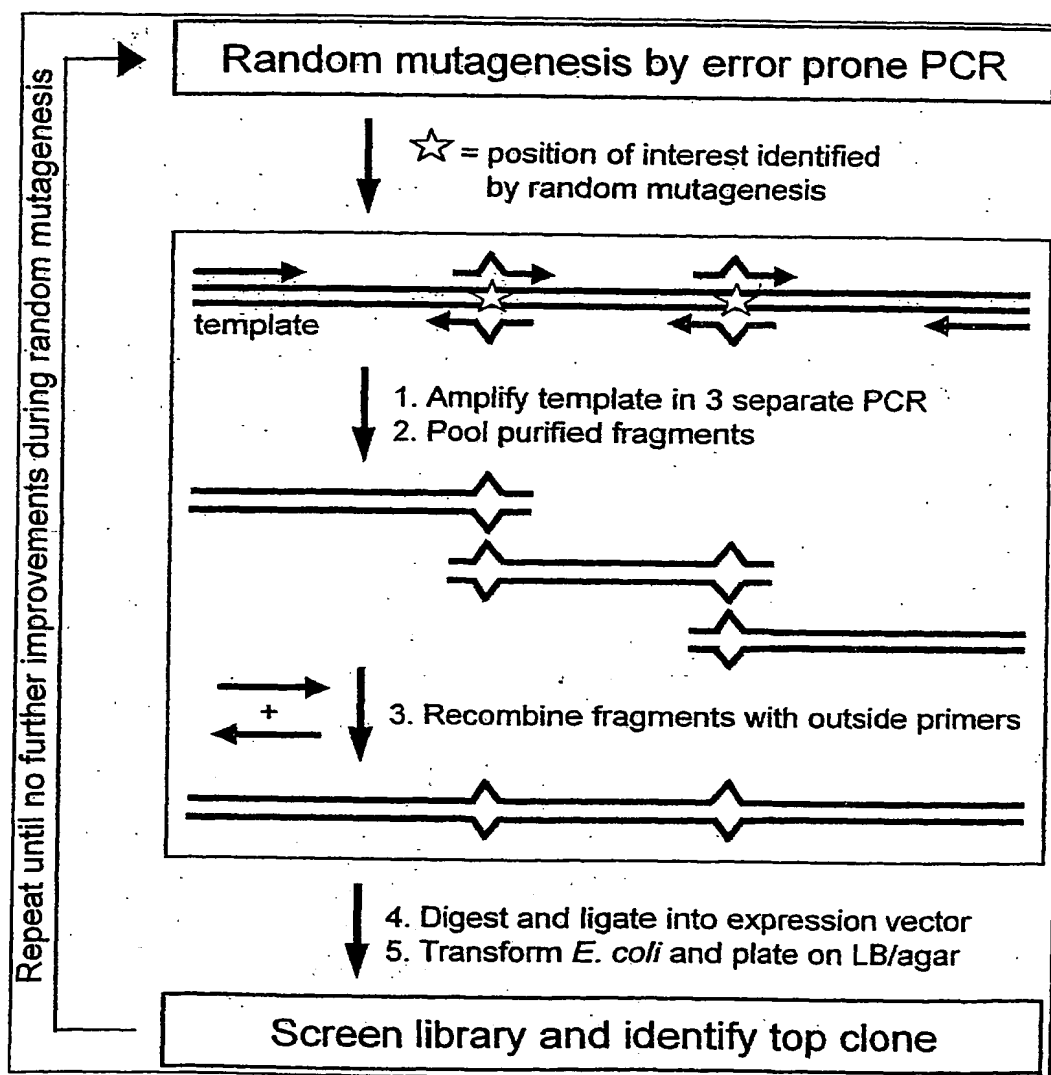 Random mutagenesis by error prone PCR
☆ = position of interest identified
by random mutagenesis
template
1. Amplify template in 3 separate PCR
2. Pool purified fragments
+
3. Recombine fragments with outside primers
4. Digest and ligate into expression vector
5. Transform E. coli and plate on LB/agar
Screen library and identify top clone
Repeat until no further improvements during random mutagenesis